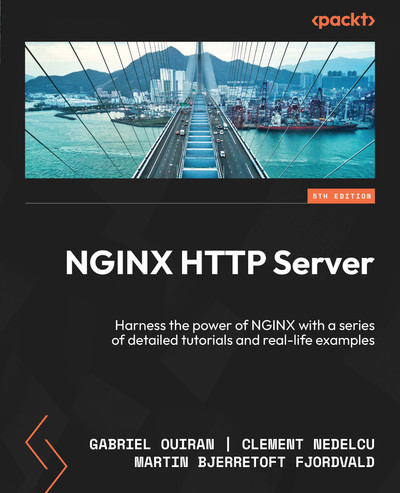 <packt>
5TH EDITION
NGINX HTTP Server
Harness the power of NGINX with a series
of detailed tutorials and real-life examples
GABRIEL OUIRAN | CLEMENT NEDELCU
MARTIN BJERRETOFT FJORDVALD